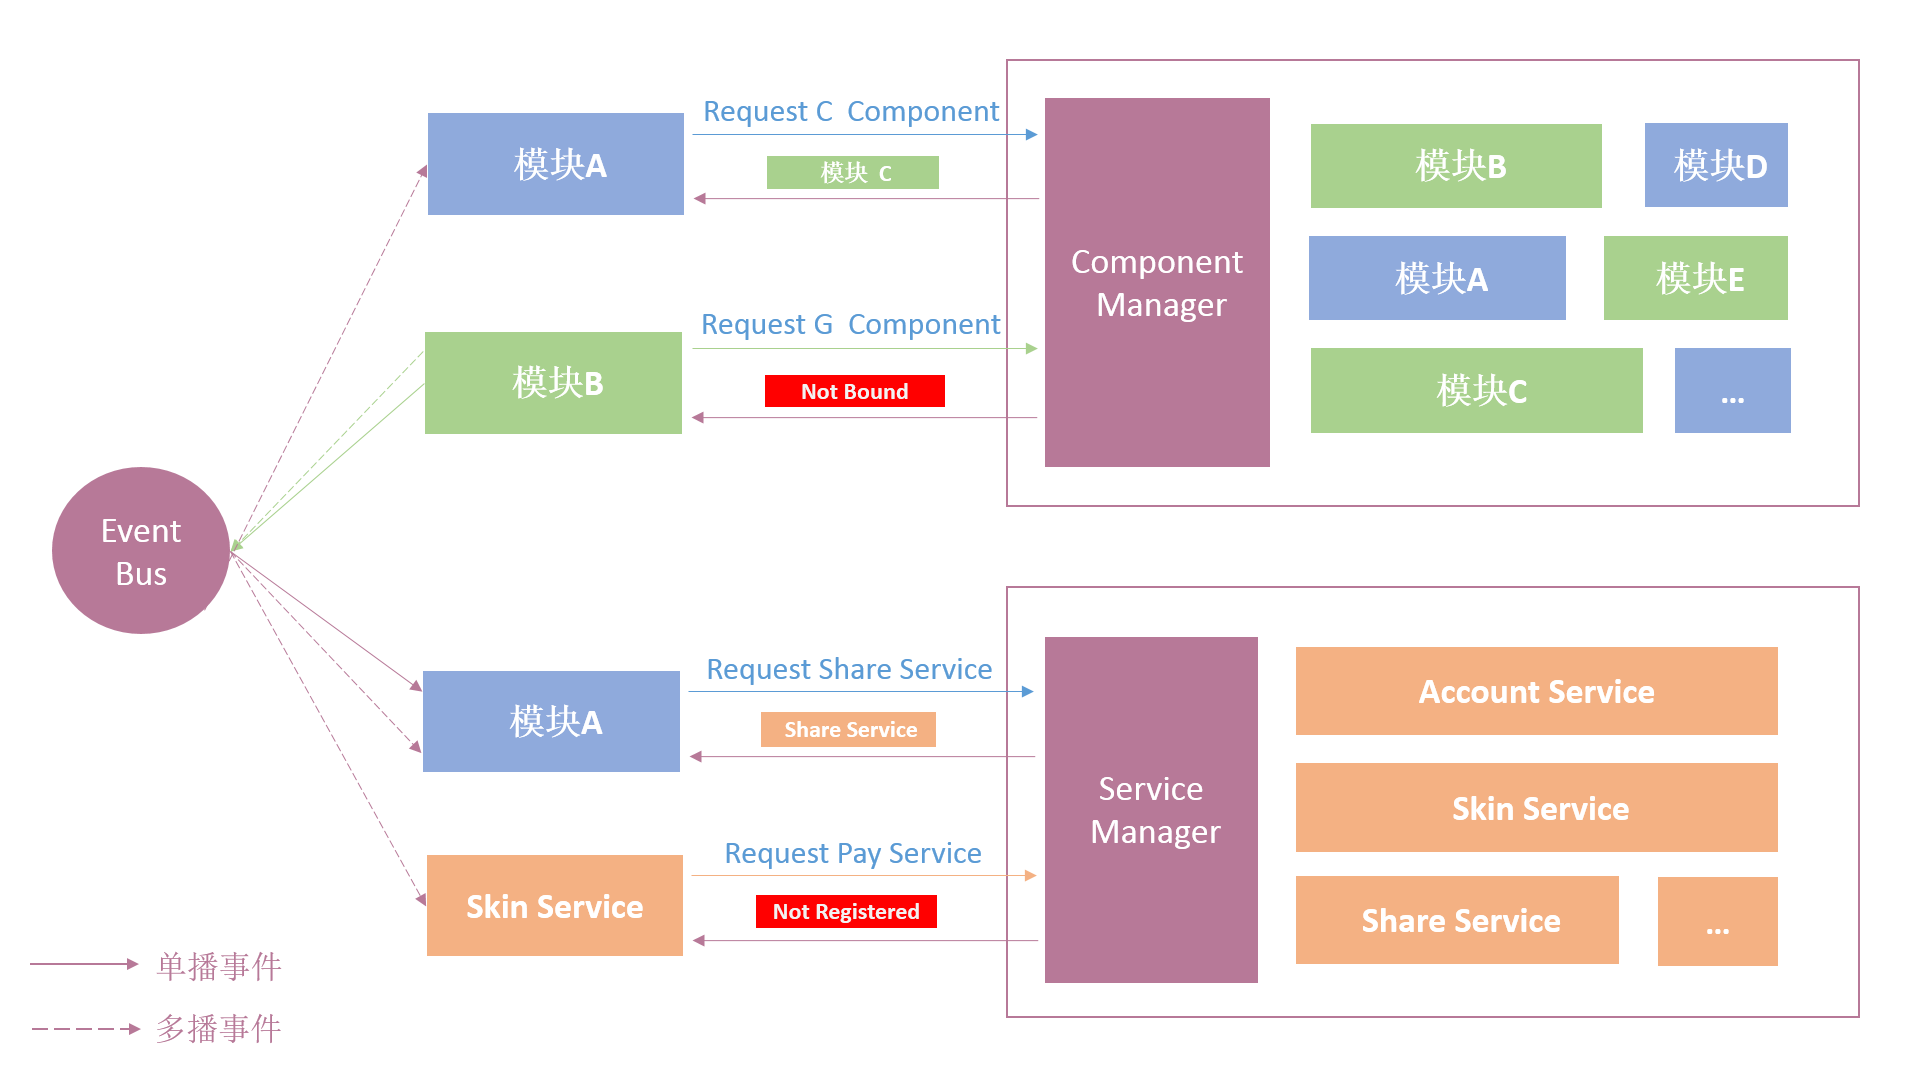 Request C  Component
模块A
模块 C
Request G  Component
模块B
Not Bound
Component
Manager
模块B
模块D
模块A
模块E
模块C
...
Event
Bus
Request Share Service
模块A
Share Service
Request Pay Service
Skin Service
Not Registered
Service
Manager
Account Service
Skin Service
Share Service
...
单播事件
多播事件